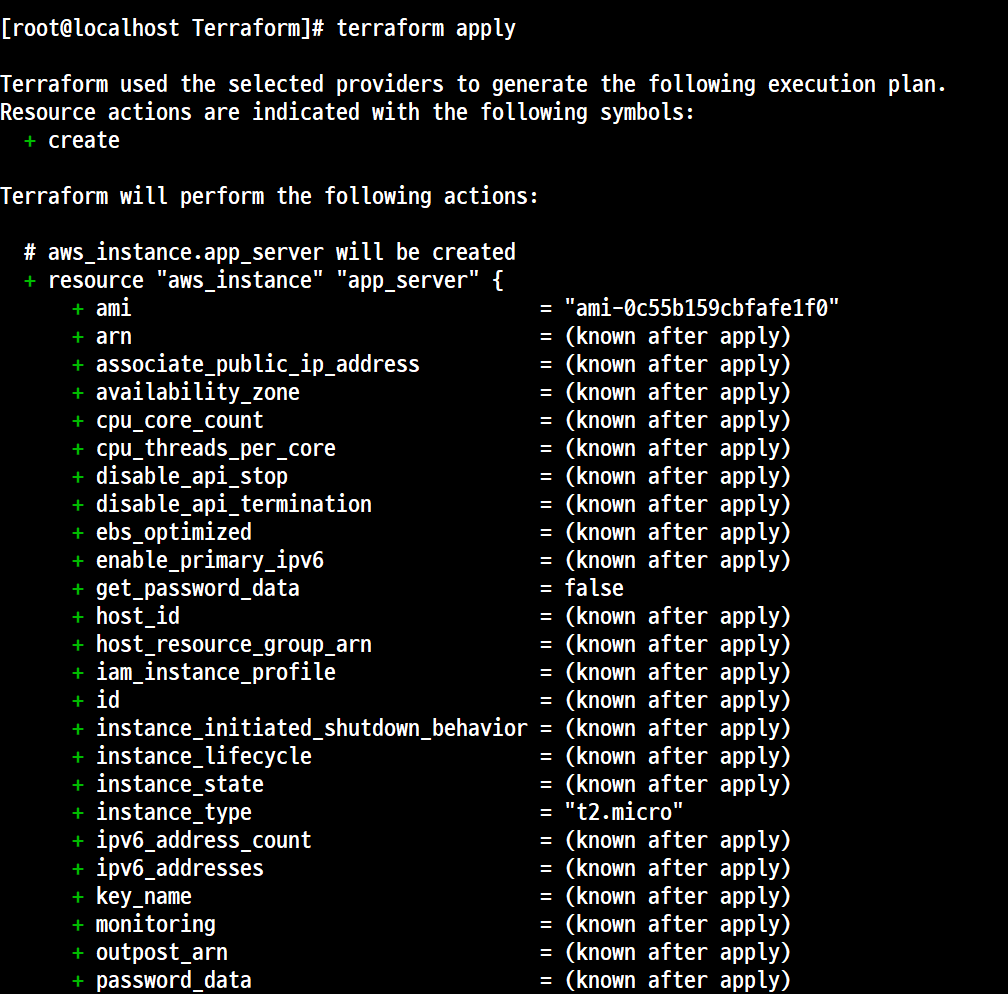 [root@localhost Terraform]# terraform apply
Terraform used the selected providers to generate the following execution plan.
Resource actions are indicated with the following symbols:
+ create
Terraform will perform the following actions:
# aws_instance.app_server will be created
+ resource "aws_instance" "app_server" {
+ ami = "ami-0c55b159cbfafe1f0"
+ arn = (known after apply)
+ associate_public_ip_address = (known after apply)
+ availability_zone = (known after apply)
+ cpu_core_count = (known after apply)
+ cpu_threads_per_core = (known after apply)
+ disable_api_stop = (known after apply)
+ disable_api_termination = (known after apply)
+ ebs_optimized = (known after apply)
+ enable_primary_ipv6 = (known after apply)
+ get_password_data = false
+ host_id = (known after apply)
+ host_resource_group_arn = (known after apply)
+ iam_instance_profile = (known after apply)
+ id = (known after apply)
+ instance_initiated_shutdown_behavior = (known after apply)
+ instance_lifecycle = (known after apply)
+ instance_state = (known after apply)
+ instance_type = "t2.micro"
+ ipv6_address_count = (known after apply)
+ ipv6_addresses = (known after apply)
+ key_name = (known after apply)
+ monitoring = (known after apply)
+ outpost_arn = (known after apply)
+ password_data = (known after apply)